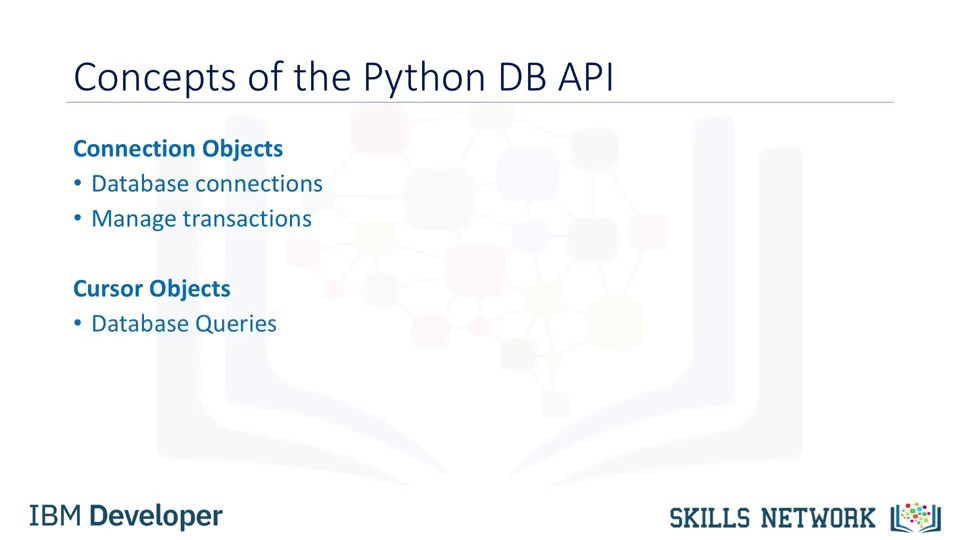 Concepts of the Python DB API
Connection Objects
• Database connections
• Manage transactions
Cursor Objects
• Database Queries
IBM Developer
SKILLS NETWORK